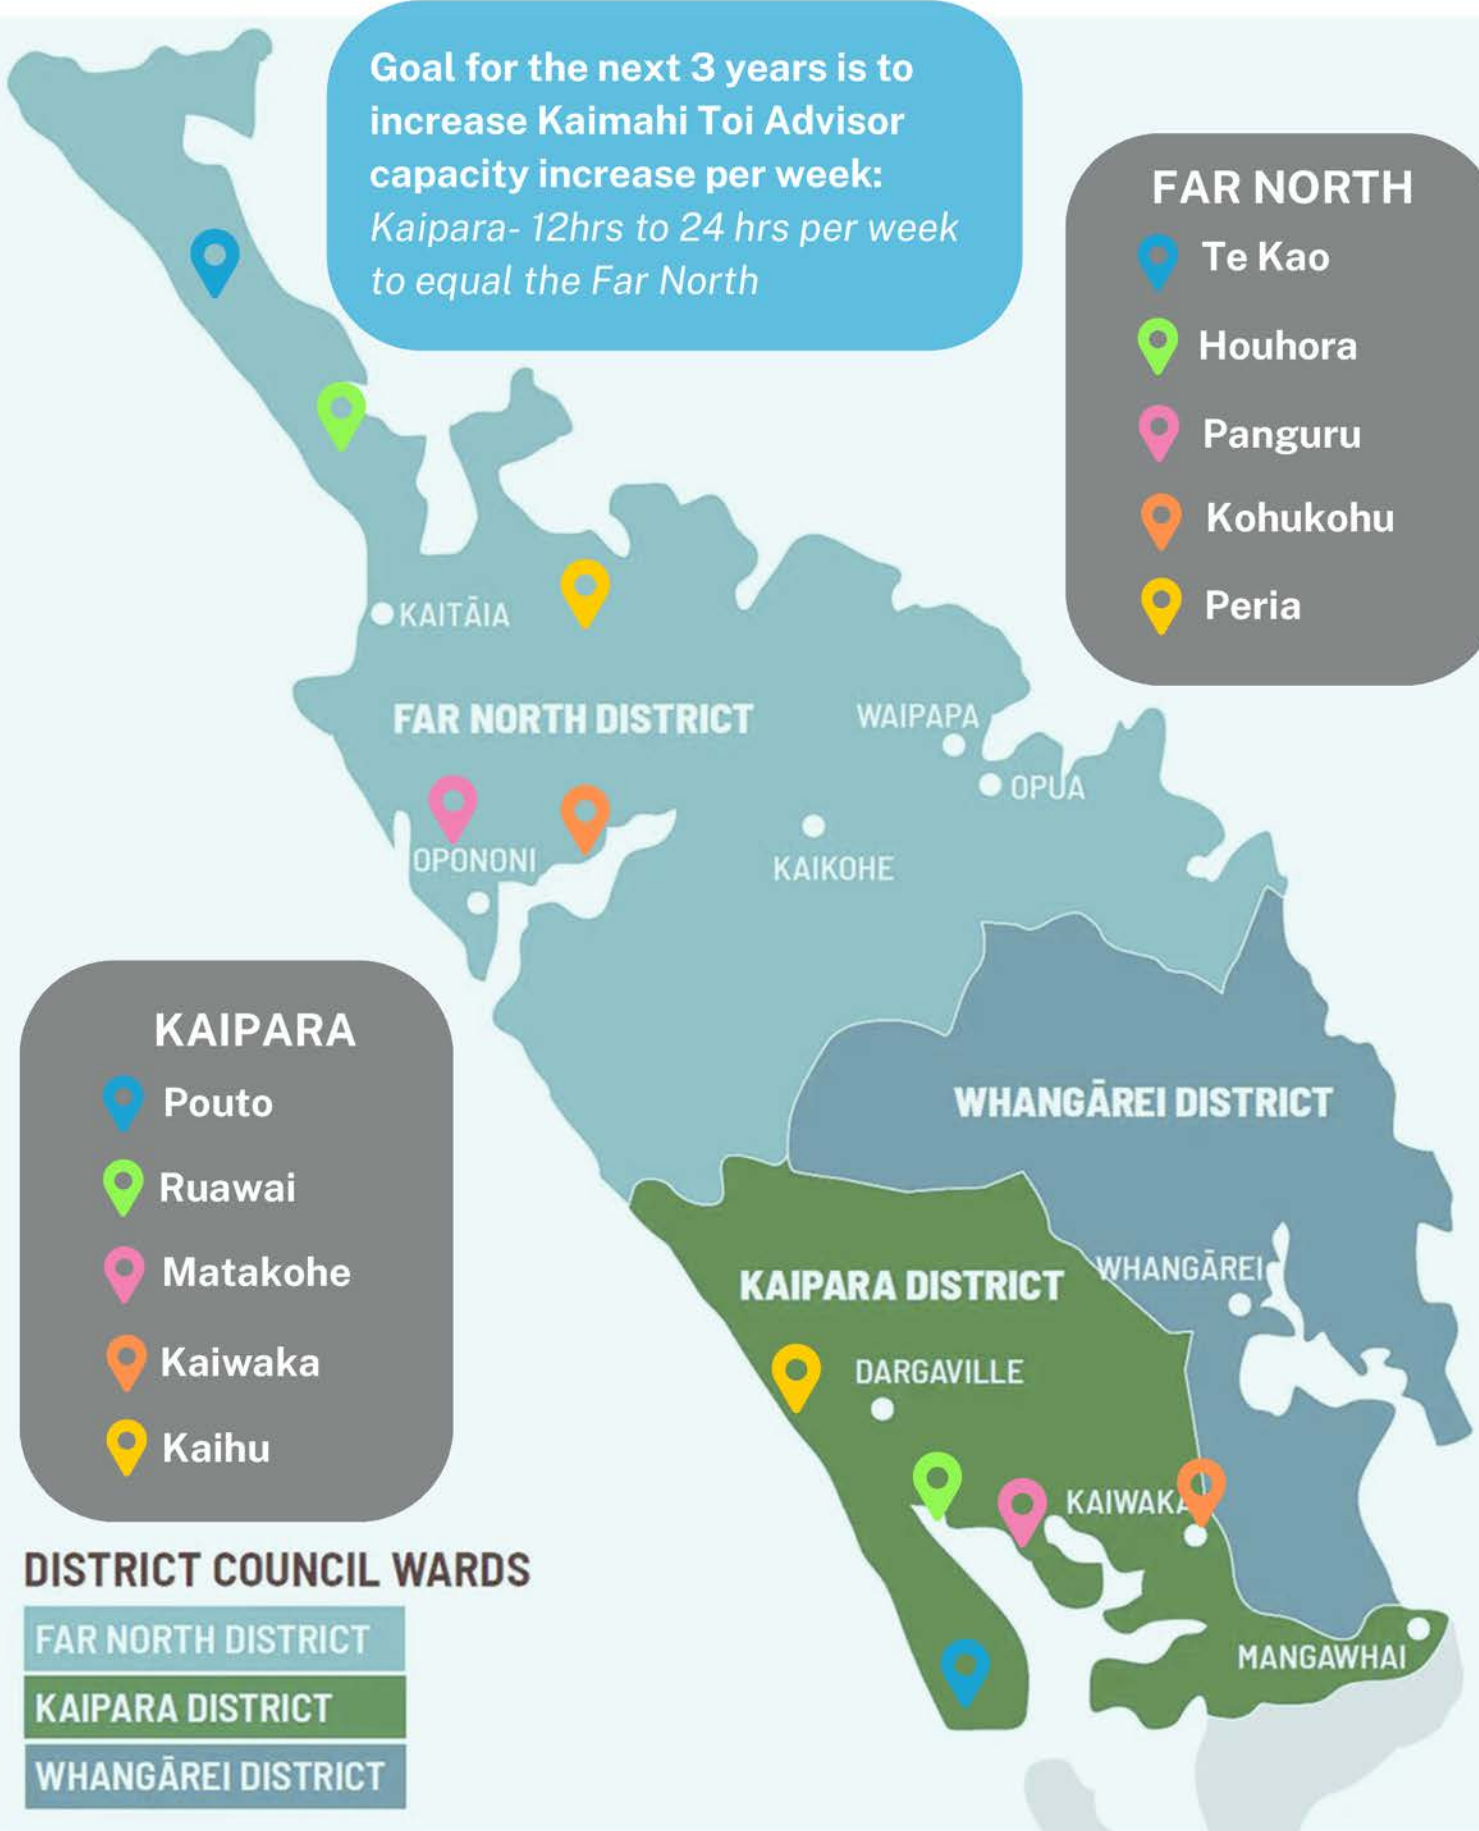 Goal for the next 3 years is to
increase Kaimahi Toi Advisor
capacity increase per week:
Kaipara- 12hrs to 24 hrs per week
to equal the Far North
FAR NORTH
Te Kao
Houhora
Panguru
Kohukohu
Peria
KAITĀIA
FAR NORTH DISTRICT
WAIPAPA
OPUA
OPONONI
KAIKOHE
KAIPARA
Pouto
Ruawai
Matakohe
Kaiwaka
Kaihu
WHANGĀREI DISTRICT
WHANGĀREI
KAIPARA DISTRICT
DARGAVILLE
KAIWAKA
MANGAWHAI
DISTRICT COUNCIL WARDS
FAR NORTH DISTRICT
KAIPARA DISTRICT
WHANGĀREI DISTRICT